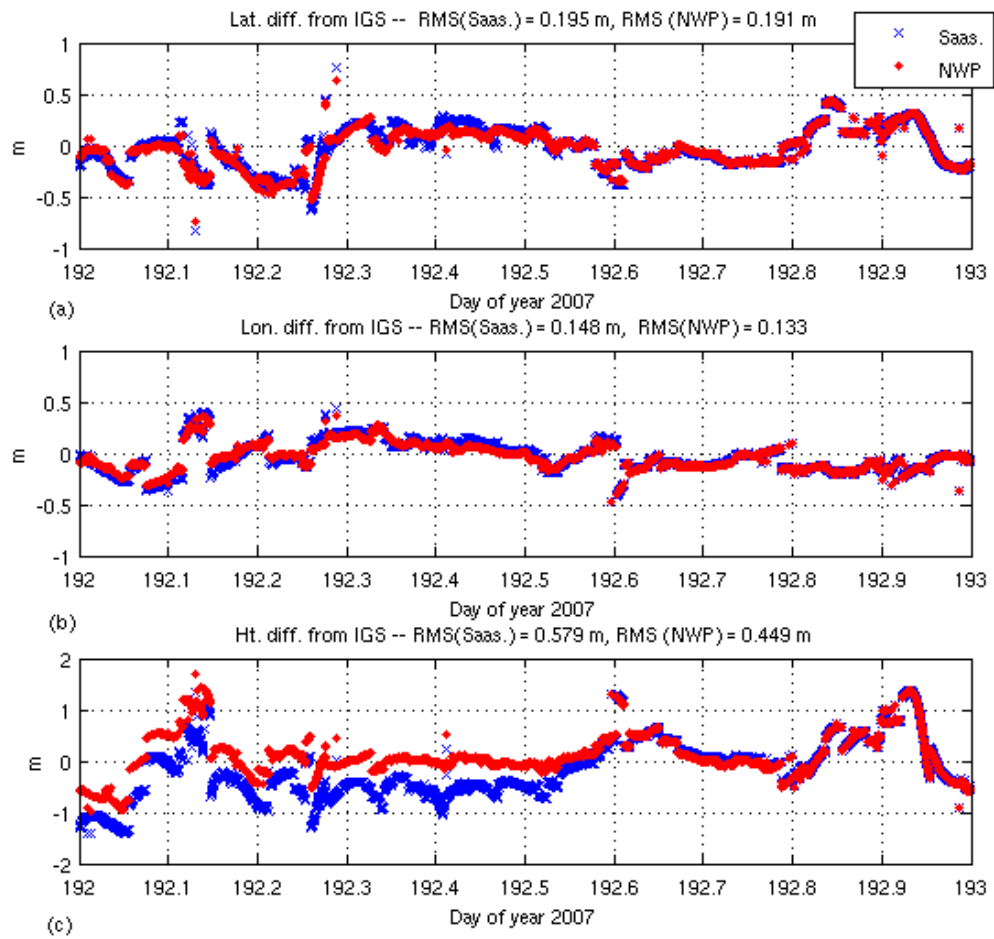 Lat. diff. from IGS -- RMS(Saas.) = 0.195 m, RMS (NWP) = 0.191 m
Saas.
NWP
1
0.5
0
-0.5
-1
m
192 192.1 192.2 192.3 192.4 192.5 192.6 192.7 192.8 192.9 193
Day of year 2007
(a)
Lon. diff. from IGS -- RMS(Saas.) = 0.148 m, RMS(NWP) = 0.133
1
0.5
0
-0.5
-1
m
192 192.1 192.2 192.3 192.4 192.5 192.6 192.7 192.8 192.9 193
Day of year 2007
(b)
Ht. diff. from IGS -- RMS(Saas.) = 0.579 m, RMS (NWP) = 0.449 m
2
1
0
-1
-2
m
192 192.1 192.2 192.3 192.4 192.5 192.6 192.7 192.8 192.9 193
Day of year 2007
(c)